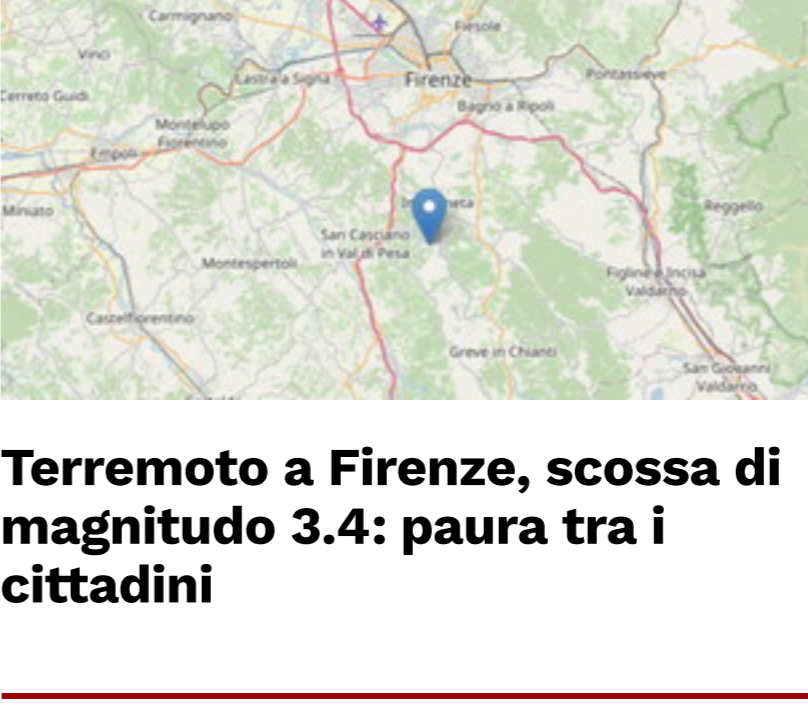 Carmignano
Fiesole
Vinci
Lastra a Signa
Firenze
Pontassieve
Cerreto Guidi
Bagno a Ripoli
Montelupo
Fiorentino
Empoli
Miniato
Reggello
San Casciano
in Val di Pesa
Montespertoli
Figline e Incisa
Valdarno
Castelfiorentino
Greve in Chianti
San Giovanni
Valdarno
Terremoto a Firenze, scossa di
magnitudo 3.4: paura tra i
cittadini